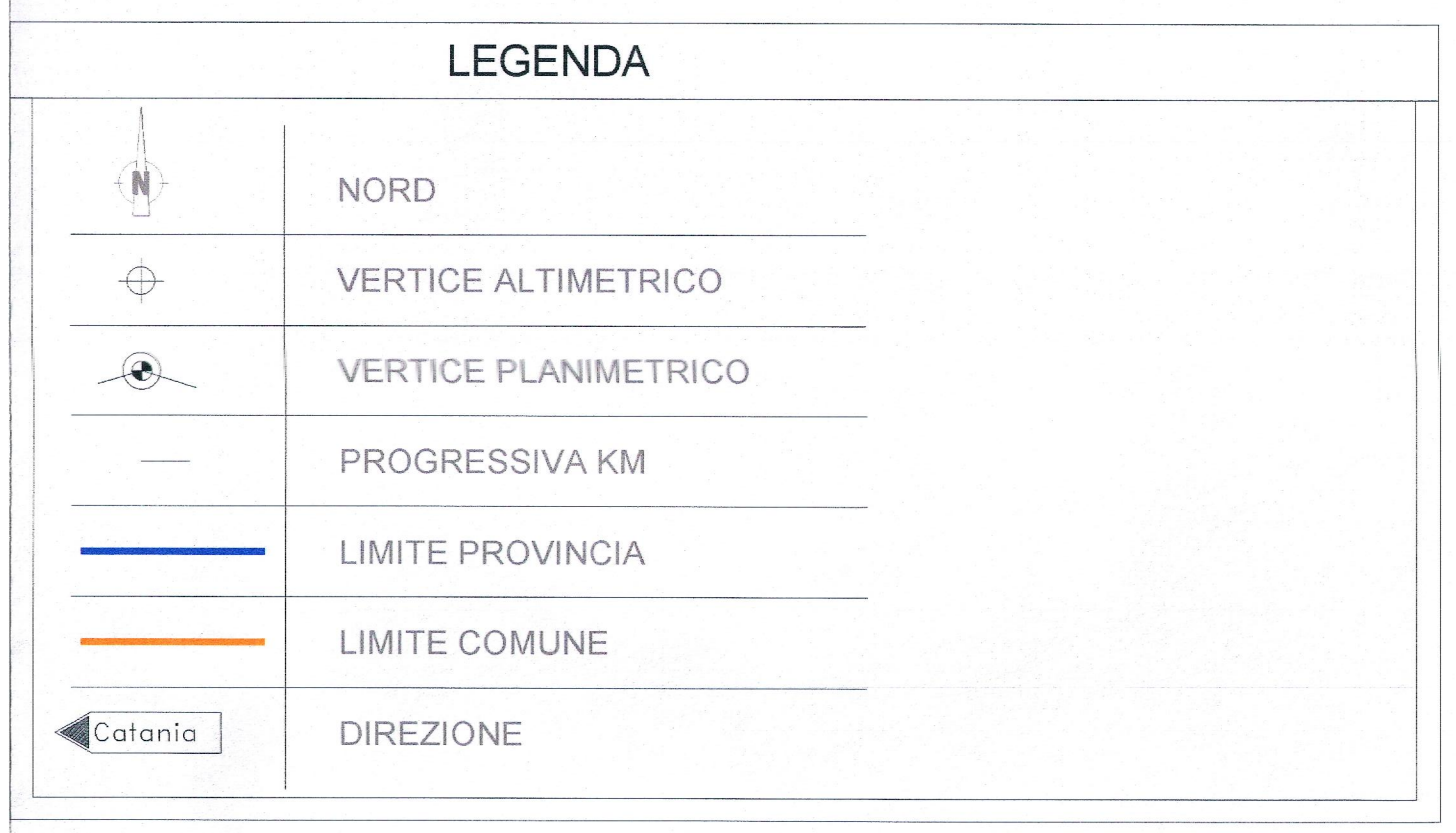 LEGENDA
N
NORD
VERTICE ALTIMETRICO
VERTICE PLANIMETRICO
PROGRESSIVA KM
LIMITE PROVINCIA
LIMITE COMUNE
Catania
DIREZIONE